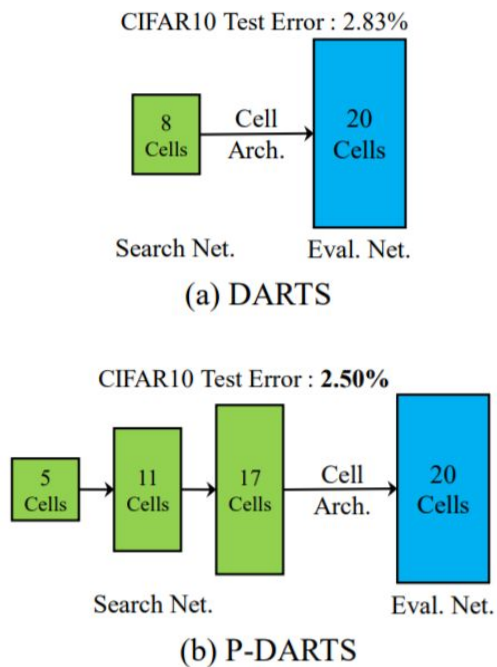 CIFAR10 Test Error : 2.83%
8
Cells
Cell
Arch.
20
Cells
Search Net.
Eval. Net.
(a) DARTS
CIFAR10 Test Error : 2.50%
5
Cells
11
Cells
17
Cells
Cell
Arch.
20
Cells
Search Net.
Eval. Net.
(b) P-DARTS